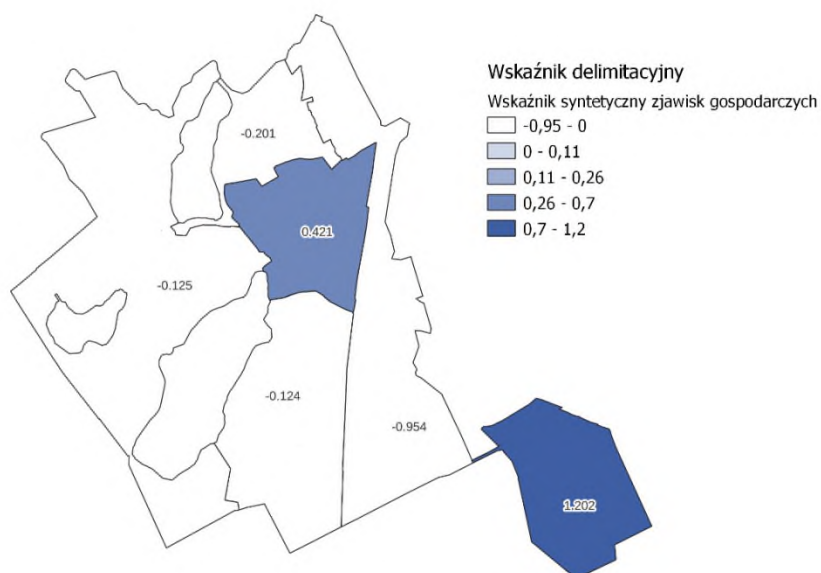 Wskaźnik delimitacyjny
Wskaźnik syntetyczny zjawisk gospodarczych
-0,95 - 0
0 - 0,11
0,11 - 0,26
0,26 - 0,7
0,7 - 1,2
-0.201
0.421
-0.125
-0.124
-0.954
1.202